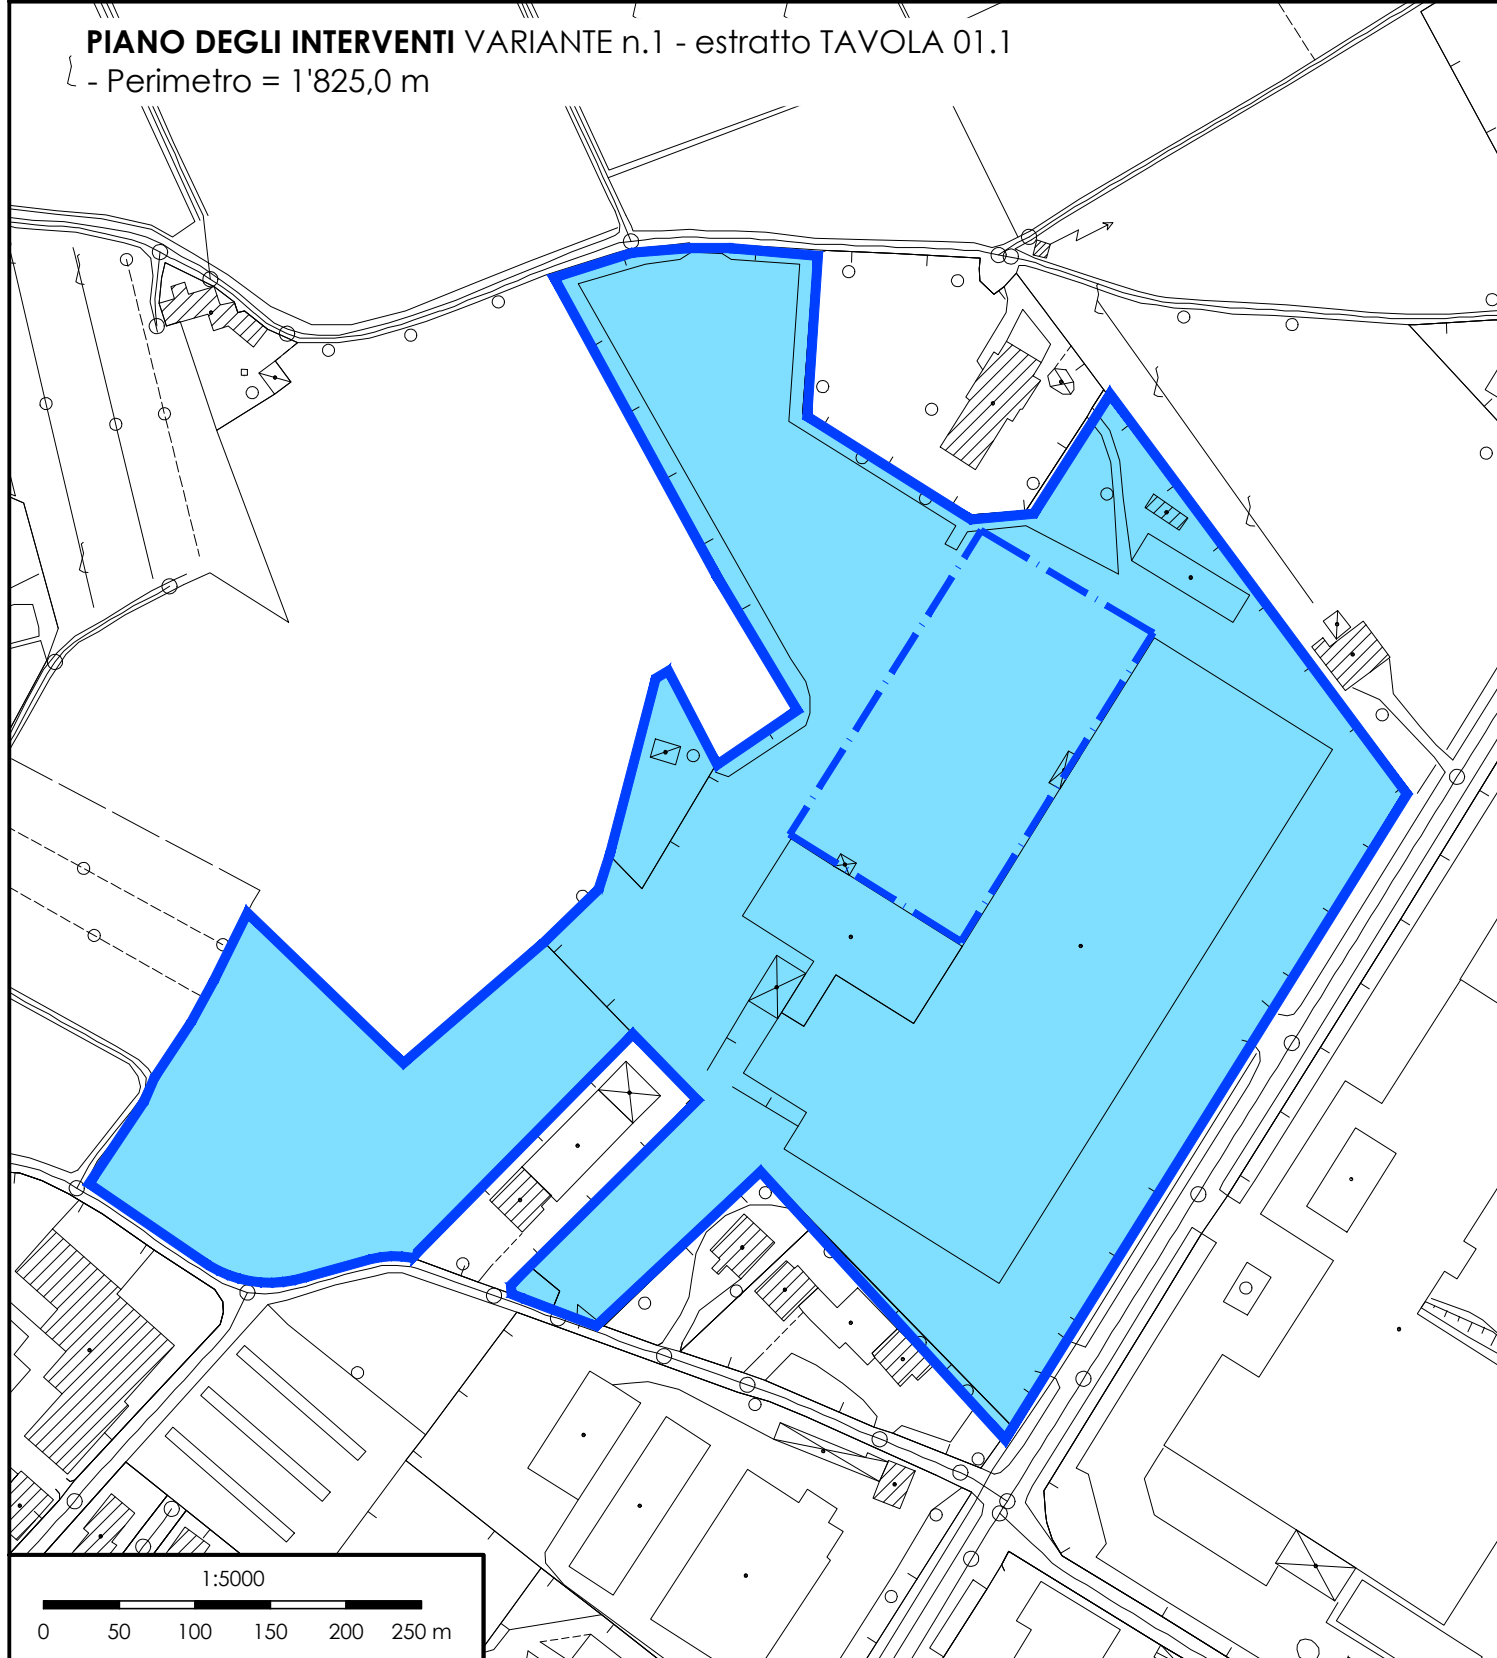 PIANO DEGLI INTERVENTI VARIANTE n.1 - estratto TAVOLA 01.1
- Perimetro = 1'825,0 m
1:5000
0 50 100 150 200 250 m